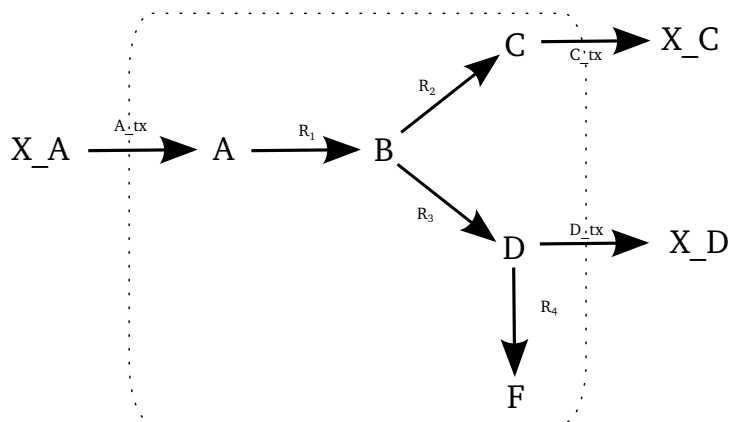 C
C_tx
X_C
R₂
A_tx
X_A
A
R₁
B
R₃
D_tx
D
X_D
R₄
F